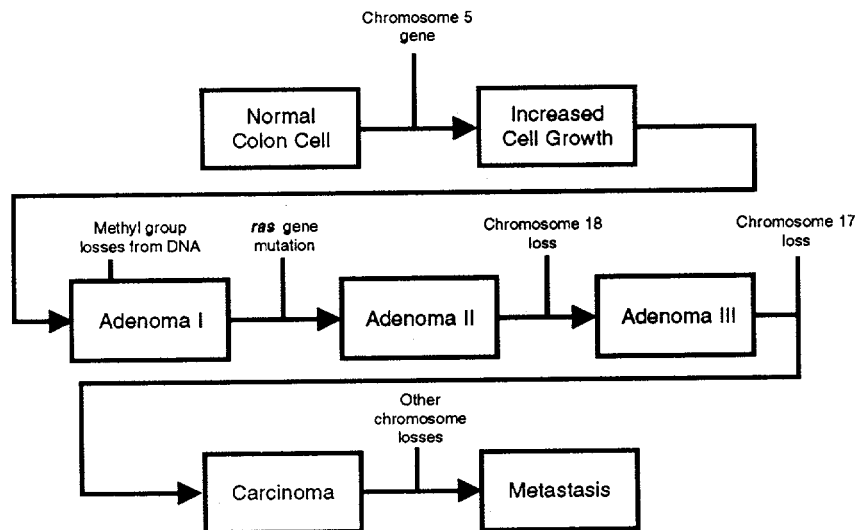 Chromosome 5
gene
Normal
Colon Cell
Increased
Cell Growth
Methyl group
losses from DNA
ras gene
mutation
Chromosome 18
loss
Chromosome 17
loss
Adenoma I
Adenoma II
Adenoma III
Other
chromosome
losses
Carcinoma
Metastasis